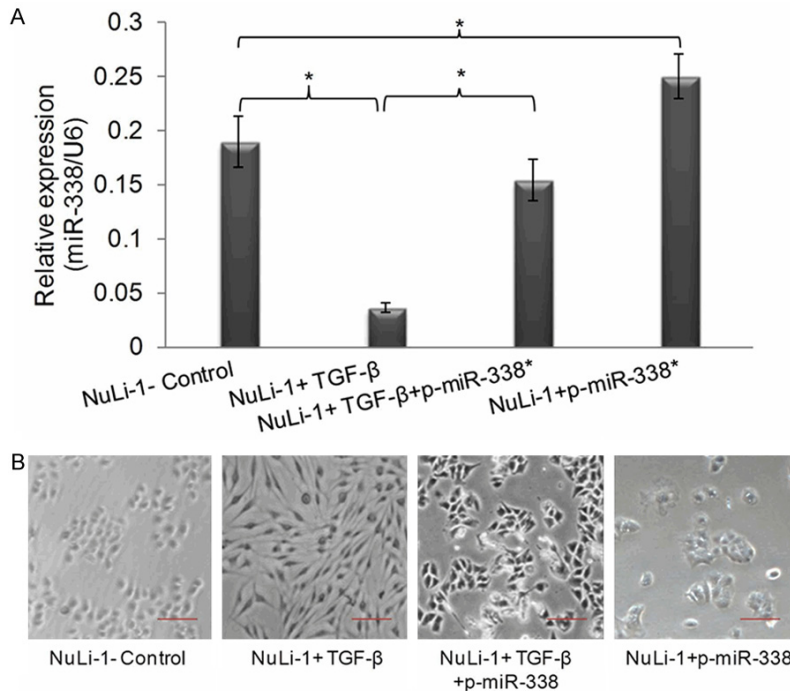 A
Relative expression
(miR-338/U6)
0.3
0.25
0.2
0.15
0.1
0.05
0
*
*
*
NuLi-1- Control
NuLi-1+ TGF-β
NuLi-1+ TGF-β+p-miR-338*
NuLi-1+p-miR-338*
B
NuLi-1- Control
NuLi-1+ TGF-β
NuLi-1+ TGF-β
+p-miR-338
NuLi-1+p-miR-338